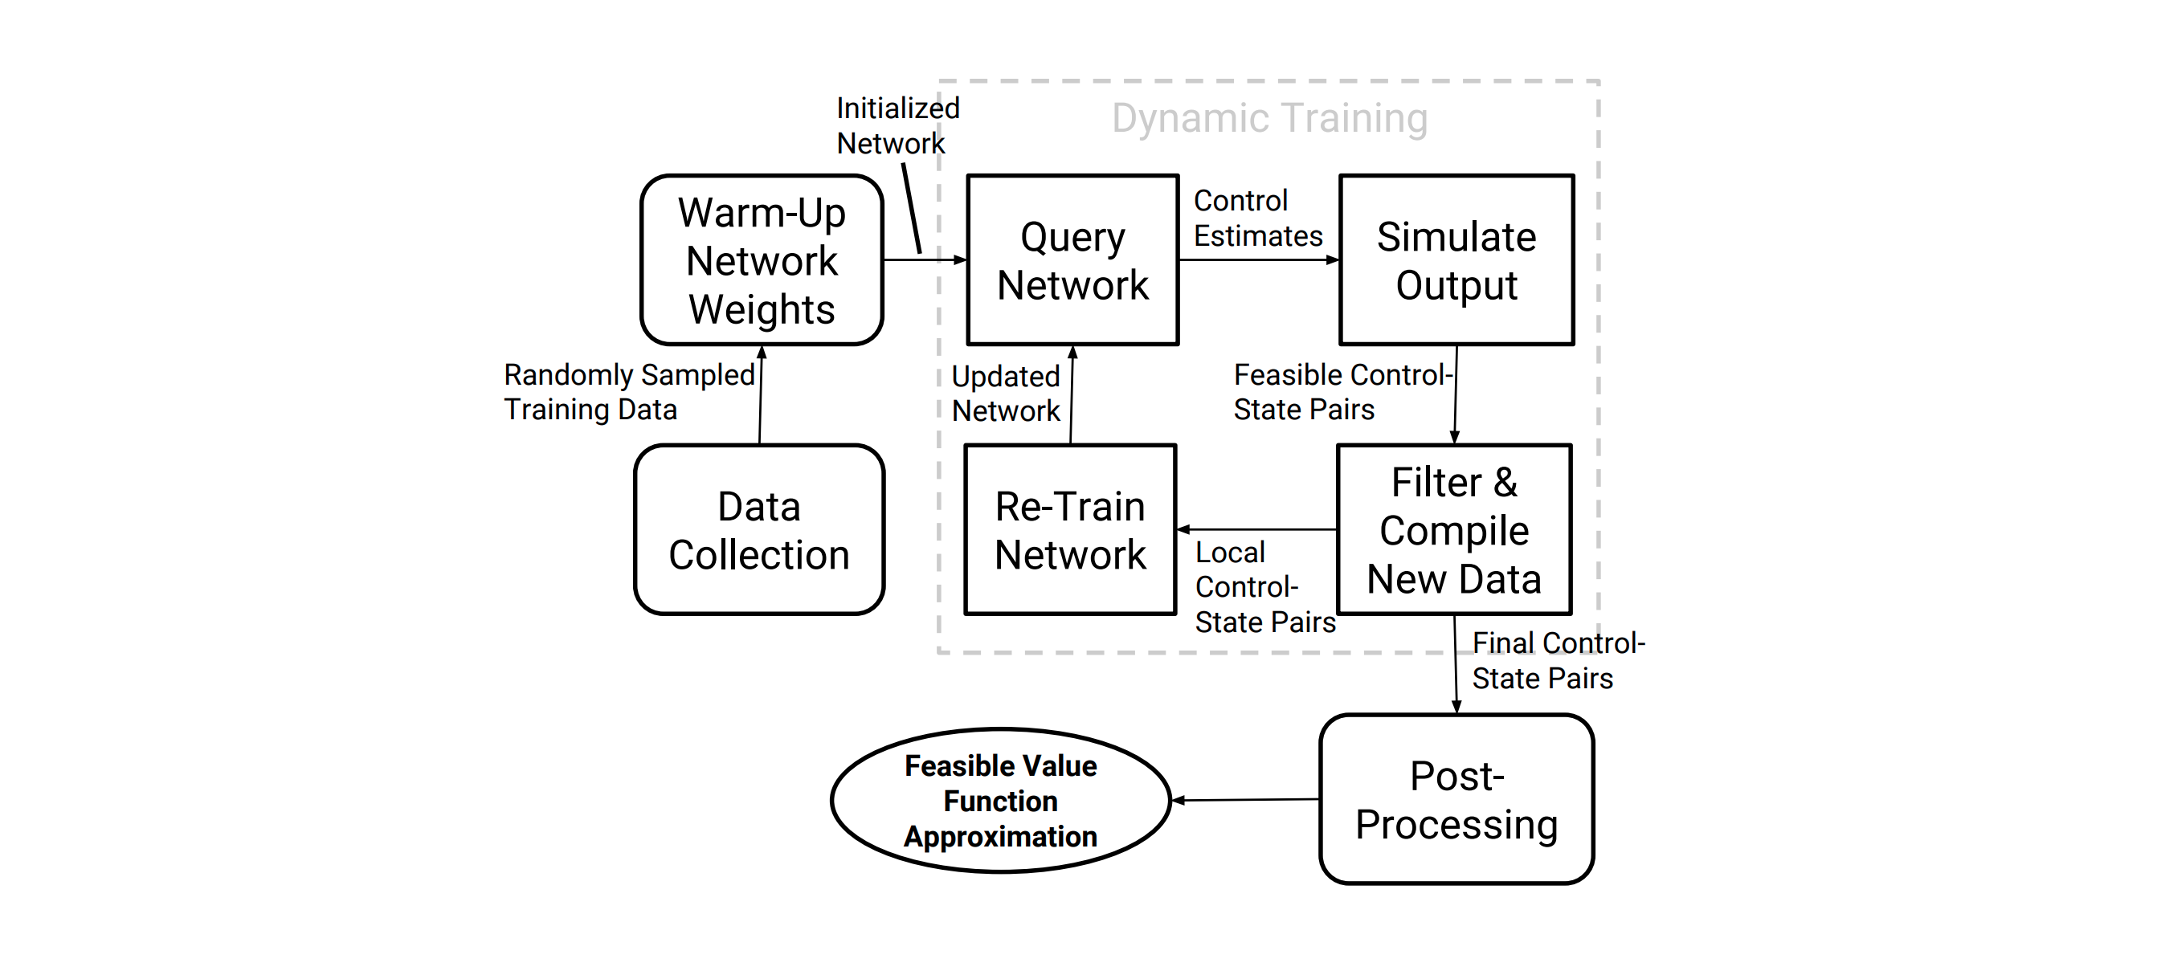 Initialized
Network
Dynamic Training
Warm-Up
Network
Weights
Query
Network
Control
Estimates
Simulate
Output
Randomly Sampled
Training Data
Updated
Network
Feasible Control-
State Pairs
Data
Collection
Re-Train
Network
Local
Control-
State Pairs
Filter &
Compile
New Data
Final Control-
State Pairs
Feasible Value
Function
Approximation
Post-
Processing